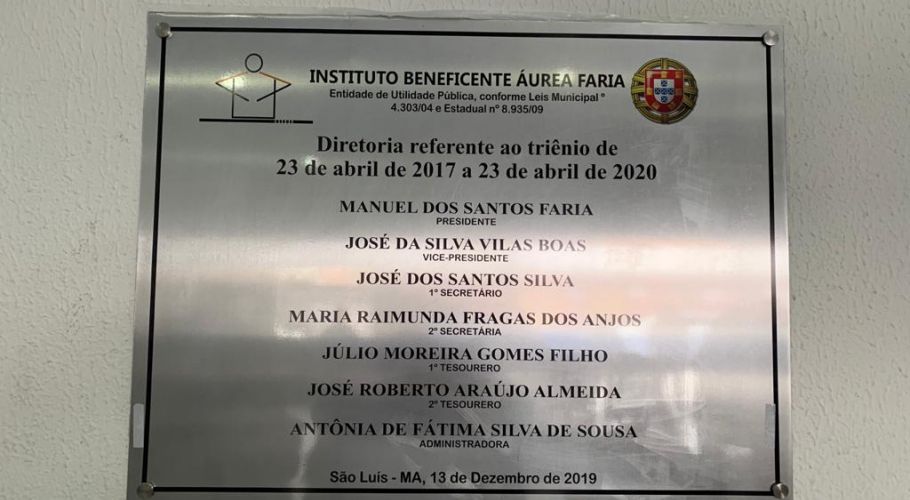 INSTITUTO BENEFICENTE ÁUREA FARIA
Entidade de Utilidade Pública, conforme Leis Municipal º
4.303/04 e Estadual nº 8.935/09
Diretoria referente ao triênio de
23 de abril de 2017 a 23 de abril de 2020
MANUEL DOS SANTOS FARIA
PRESIDENTE
JOSÉ DA SILVA VILAS BOAS
VICE-PRESIDENTE
JOSÉ DOS SANTOS SILVA
1º SECRETÁRIO
MARIA RAIMUNDA FRAGAS DOS ANJOS
2ª SECRETÁRIA
JÚLIO MOREIRA GOMES FILHO
1º TESOURERO
JOSÉ ROBERTO ARAÚJO ALMEIDA
2º TESOURERO
ANTÔNIA DE FÁTIMA SILVA DE SOUSA
ADMINISTRADORA
São Luís - MA, 13 de Dezembro de 2019